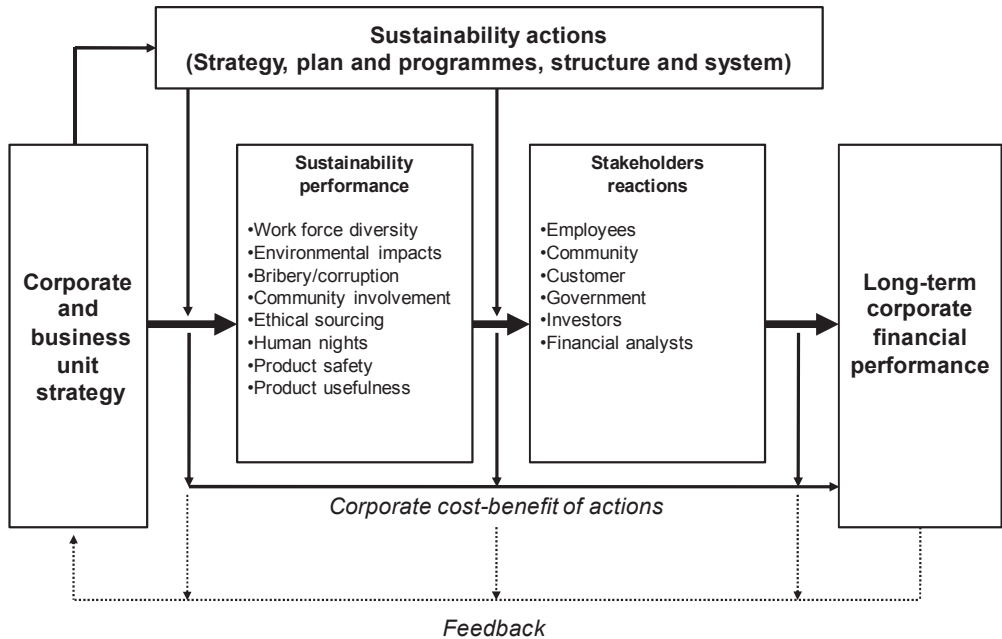 Sustainability actions
(Strategy, plan and programmes, structure and system)
Corporate
and
business
unit
strategy
Sustainability
performance
•Work force diversity
•Environmental impacts
•Bribery/corruption
•Community involvement
•Ethical sourcing
•Human nights
•Product safety
•Product usefulness
Stakeholders
reactions
•Employees
•Community
•Customer
•Government
•Investors
•Financial analysts
Long-term
corporate
financial
performance
Corporate cost-benefit of actions
Feedback